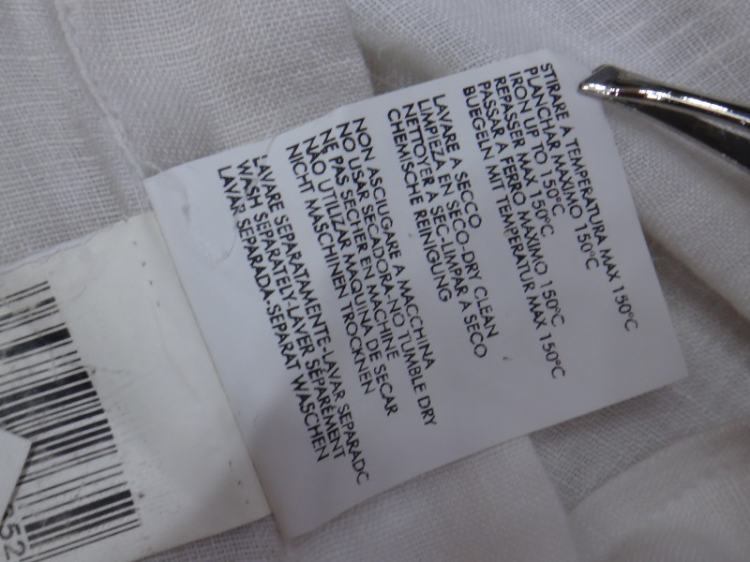 STIRARE A TEMPERATURA MAX 150°C
PLANCHAR MAXIMO 150°C
IRON UP TO 150°C
REPASSER MAX 150°C
PASSAR A FERRO MAXIMO 150°C
BUEGELN MIT TEMPERATUR MAX 150°C
LAVARE A SECCO
LIMPIEZA EN SECO-DRY CLEAN
NETTOYER A SEC-LIMPAR A SECO
CHEMISCHE REINIGUNG
NON ASCIUGARE A MACCHINA
NO USAR SECADORA-NO TUMBLE DRY
NE PAS SECHER EN MACHINE
NÃO UTILIZAR MAQUINA DE SECAR
NICHT MASCHINEN TROCKNEN
LAVARE SEPARATAMENTE-LAVAR SEPARADO
WASH SEPARATELY-LAVER SÉPARÉMENT
LAVAR SEPARADA-SEPARAT WASCHEN
52